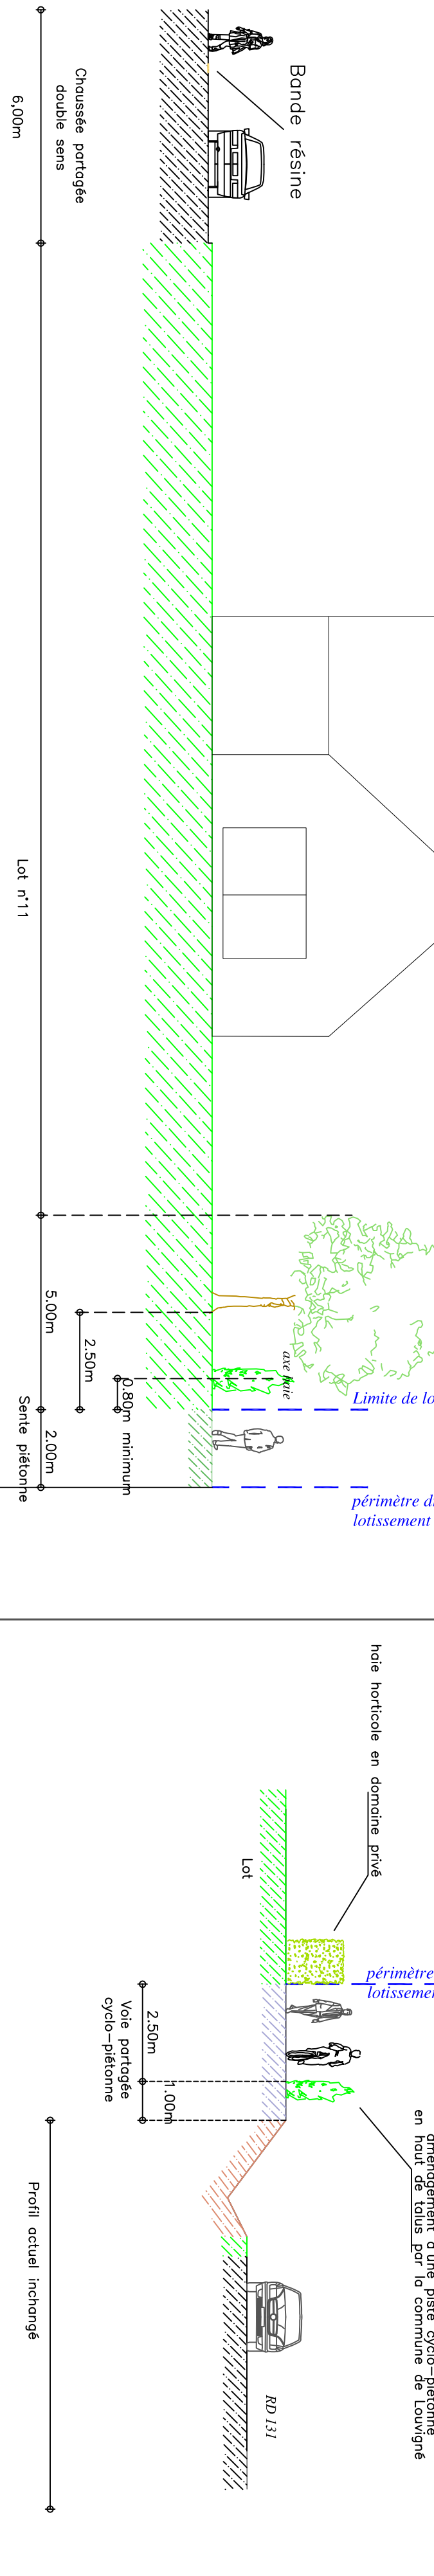 Bande résine
Chaussée partagée
double sens
6,00m
Lot n°11
axe haie
5.00m
2.50m
0.80m minimum
2.00m
Sente piétonne
Limite de lo
périmètre d
lotissement
haie horticole en domaine privé
Lot
périmètre
lotissemen
aménagement d'une piste cyclo-piétonne
en haut de talus par la commune de Louvigné
2.50m
1.00m
Voie partagée
cyclo-piétonne
Profil actuel inchangé
RD 131